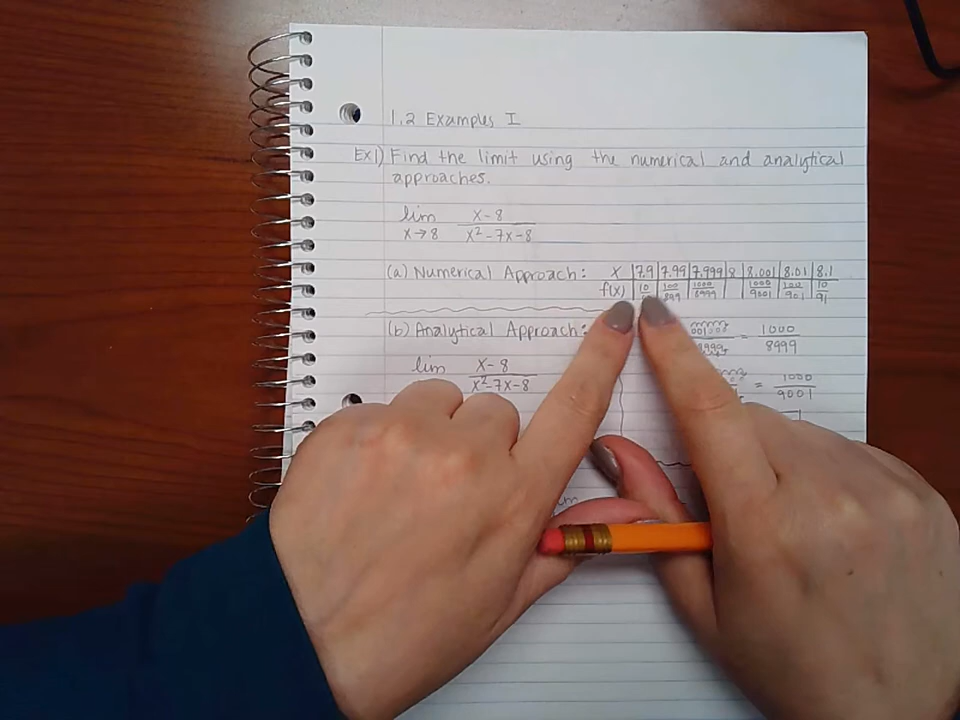 1.2 Examples I
Ex1) Find the limit using the numerical and analytical
approaches.
lim x-8
x→8 x²-7x-8
(a) Numerical Approach: x | 7.9 | 7.99 | 7.999 | 8 | 8.001 | 8.01 | 8.1
f(x) | 10/ | 100/899 | 1000/8999 | | 1000/9001 | 100/901 | 10/91
(b) Analytical Approach: = 1000/8999
lim x-8
x²-7x-8
= 1000/9001